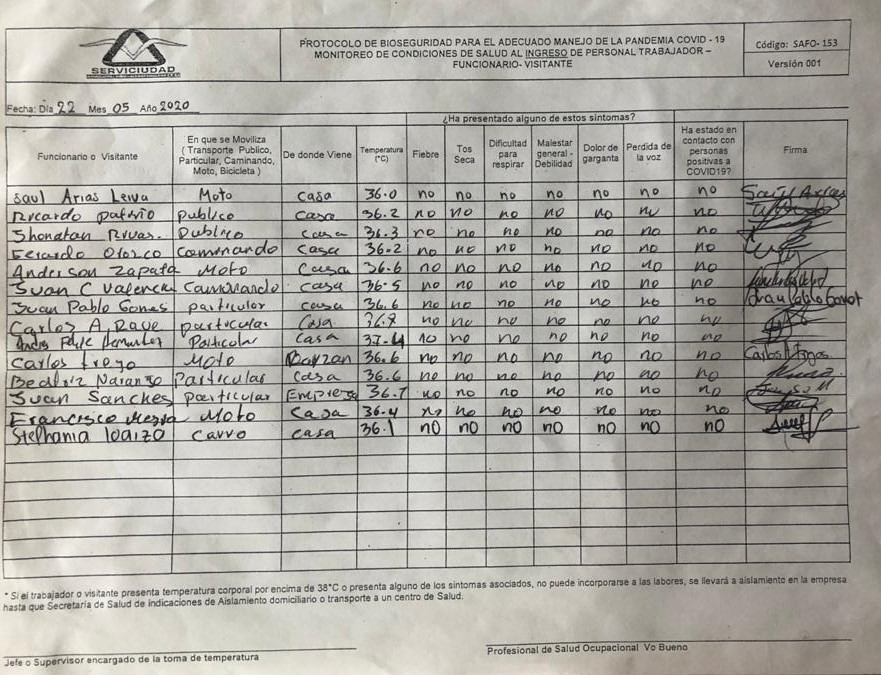 SERVICIUDAD
PROTOCOLO DE BIOSEGURIDAD PARA EL ADECUADO MANEJO DE LA PANDEMIA COVID - 19
MONITOREO DE CONDICIONES DE SALUD AL INGRESO DE PERSONAL TRABAJADOR –
FUNCIONARIO- VISITANTE
Código: SAFO- 153
Versión 001
Fecha: Día 22 Mes 05 Año 2020
¿Ha presentado alguno de estos sintomas?
Funcionario o Visitante
En que se Moviliza
( Transporte Publico,
Particular, Caminando,
Moto, Bicicleta )
De donde Viene
Temperatura
(°C)
Fiebre
Tos
Seca
Dificultad
para
respirar
Malestar
general -
Debilidad
Dolor de
garganta
Perdida de
la voz
Ha estado en
contacto con
personas
positivas a
COVID19?
Firma
Saul Arias Leiva Moto casa 36.0 no no no no no no no Saul Arias
Ricardo publico casa 36.2 no no no no no no no
Jhonatan Rivas. publico casa 36.3 no no no no no no no
Gerardo Orozco caminando casa 36.2 no no no no no no no
Anderson Zapata Moto casa 36.6 no no no no no no no
Juan C Valencia Caminando casa 36.5 no no no no no no no
Juan Pablo Gomes particular casa 36.6 no no no no no no no
Carlos A. Rave particular casa no no no no no no no
Particular casa 37.4 no no no no no no no
Carlos Moto 36.6 no no no no no no no
Beatriz Naranjo Particular casa 36.6 no no no no no no no
Juan Sanches particular Empresa 36.7 no no no no no no no
Francisco Mesa Moto casa 36.4 no no no no no no no
Stephania loaizo carro casa 36.1 no no no no no no no
* Si el trabajador o visitante presenta temperatura corporal por encima de 38°C o presenta alguno de los sintomas asociados, no puede incorporarse a las labores, se llevará a aislamiento en la empresa
hasta que Secretaría de Salud de indicaciones de Aislamiento domiciliario o transporte a un centro de Salud.
Jefe o Supervisor encargado de la toma de temperatura
Profesional de Salud Ocupacional Vo Bueno